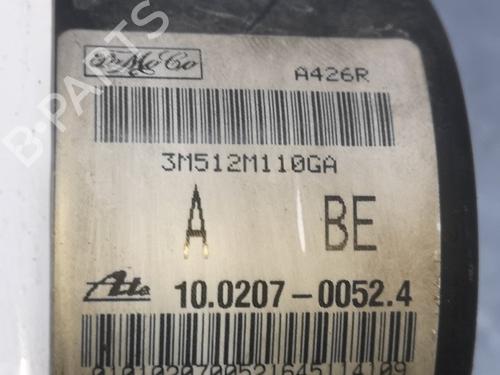 FoMoCo
A426R
3M512M110GA
A BE
Ate 10.0207-0052.4
B-PARTS